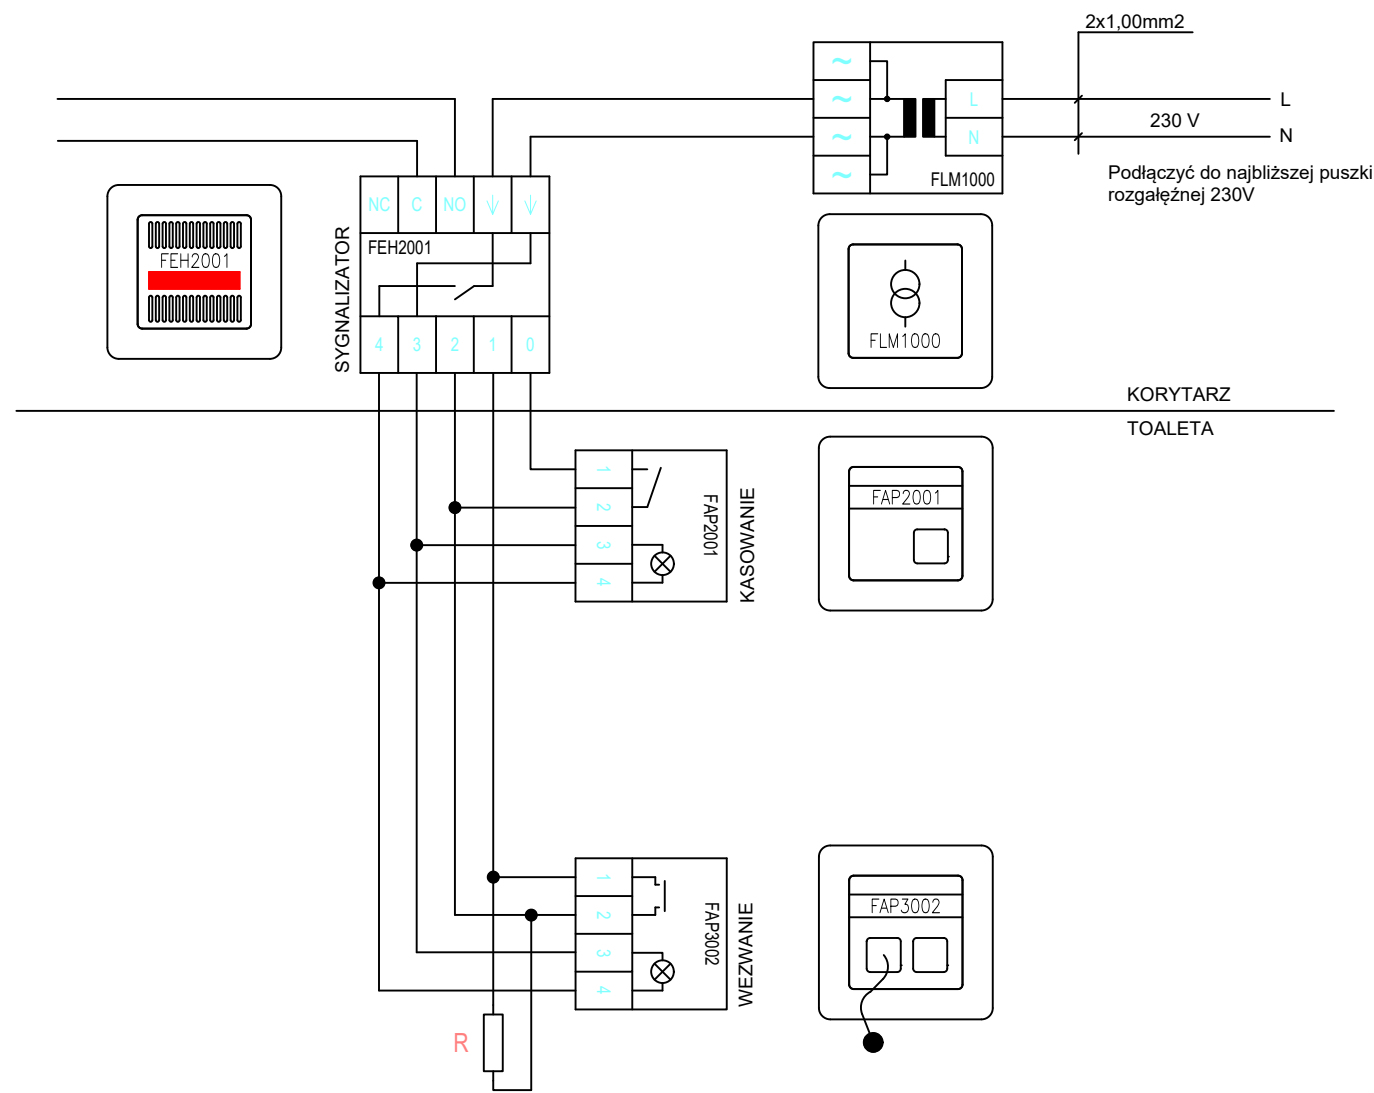 2x1,00mm2
~
~
~
~
L
N
FLM1000
L
230 V
N
Podłączyć do najbliższej puszki
rozgałęźnej 230V
NC
C
NO
FEH2001
SYGNALIZATOR
4
3
2
1
0
FEH2001
FLM1000
KORYTARZ
TOALETA
1
2
3
4
FAP2001
KASOWANIE
FAP2001
1
2
3
4
FAP3002
WEZWANIE
FAP3002
R